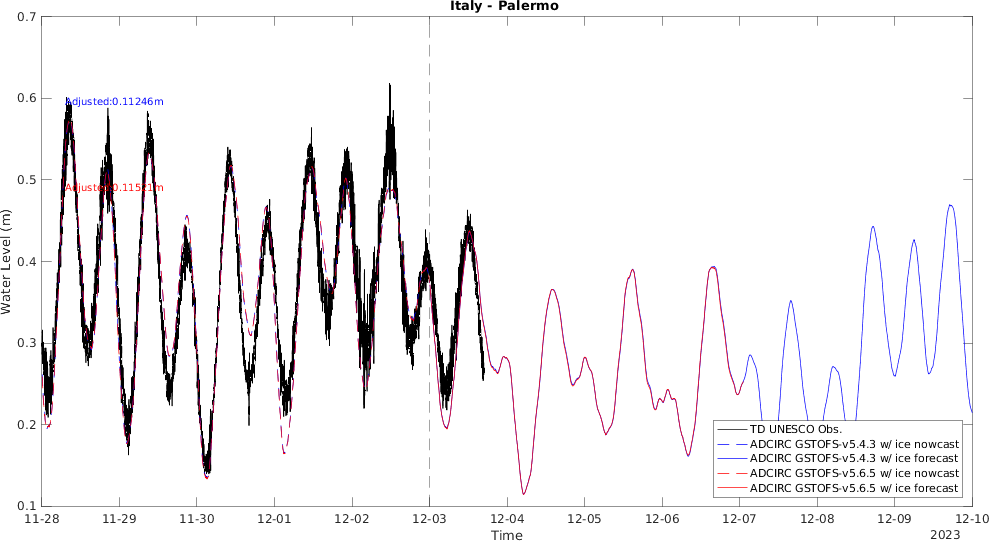 Italy - Palermo
0.7
0.6
0.5
0.4
0.3
0.2
0.1
Water Level (m)
Adjusted:0.11246m
Adjusted:0.11521m
TD UNESCO Obs.
ADCIRC GSTOFS-v5.4.3 w/ ice nowcast
ADCIRC GSTOFS-v5.4.3 w/ ice forecast
ADCIRC GSTOFS-v5.6.5 w/ ice nowcast
ADCIRC GSTOFS-v5.6.5 w/ ice forecast
11-28 11-29 11-30 12-01 12-02 12-03 12-04 12-05 12-06 12-07 12-08 12-09 12-10
Time
2023